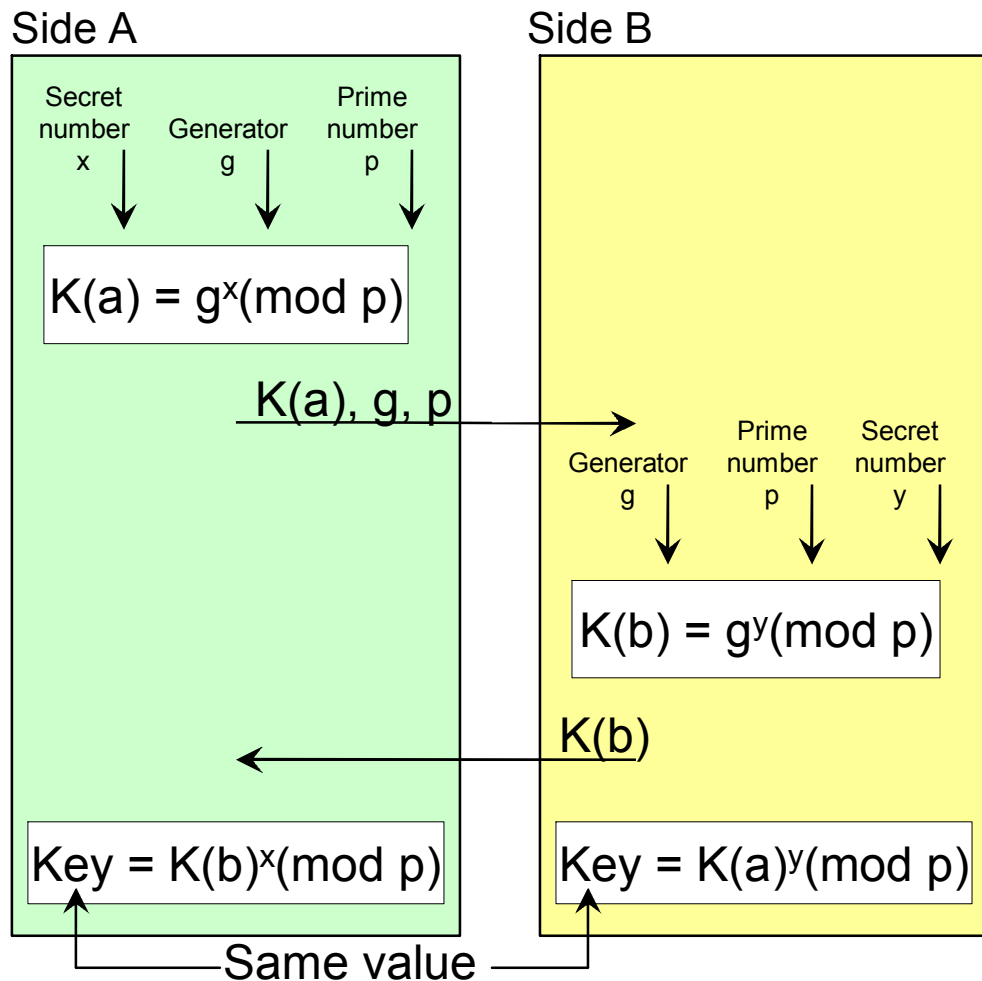 Side A
Side B
Secret
number
x
Generator
g
Prime
number
p
K(a) = gˣ(mod p)
K(a), g, p
Generator
g
Prime
number
p
Secret
number
y
K(b) = gʸ(mod p)
K(b)
Key = K(b)ˣ(mod p)
Key = K(a)ʸ(mod p)
Same value